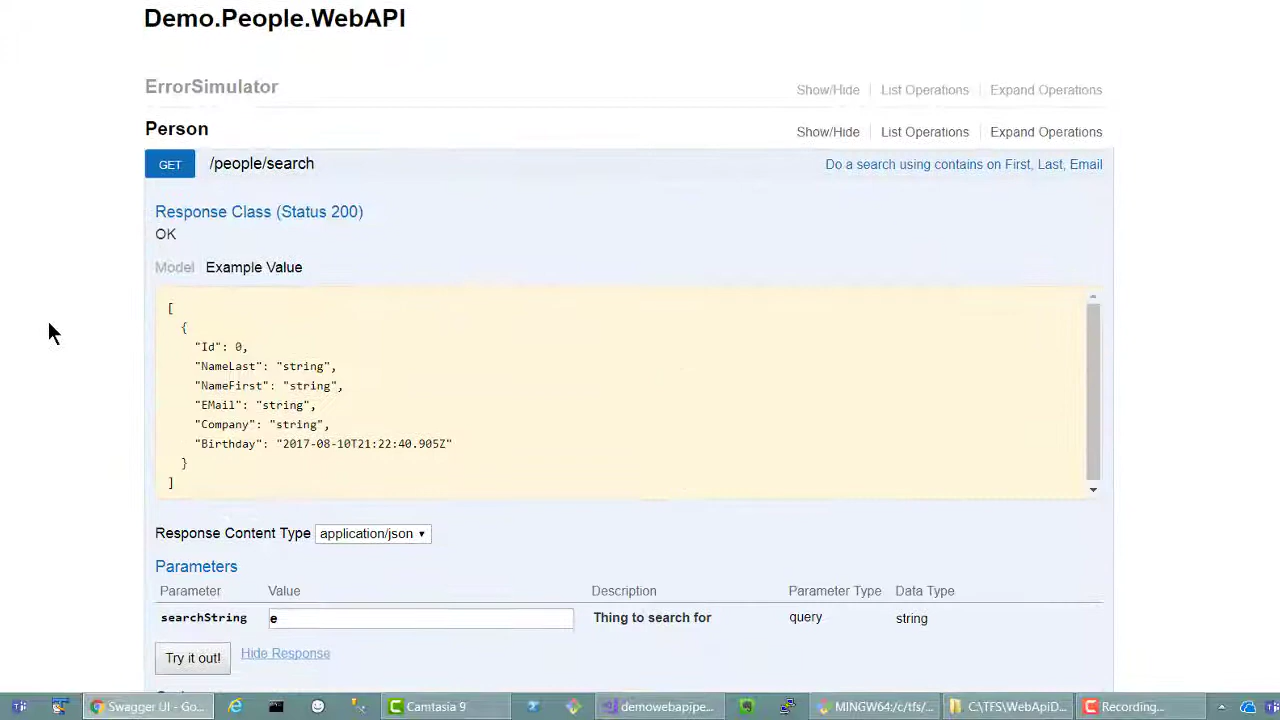 Demo.People.WebAPI
ErrorSimulator
Show/Hide | List Operations | Expand Operations
Person
Show/Hide | List Operations | Expand Operations
GET /people/search
Do a search using contains on First, Last, Email
Response Class (Status 200)
OK
Model Example Value
[
{
"Id": 0,
"NameLast": "string",
"NameFirst": "string",
"EMail": "string",
"Company": "string",
"Birthday": "2017-08-10T21:22:40.905Z"
}
]
Response Content Type application/json
Parameters
Parameter Value Description Parameter Type Data Type
searchString e Thing to search for query string
Try it out! Hide Response
Swagger UI - Go... Camtasia 9 demowebapipe... MINGW64:/c/tfs/... C:\TFS\WebApiD... Recording...